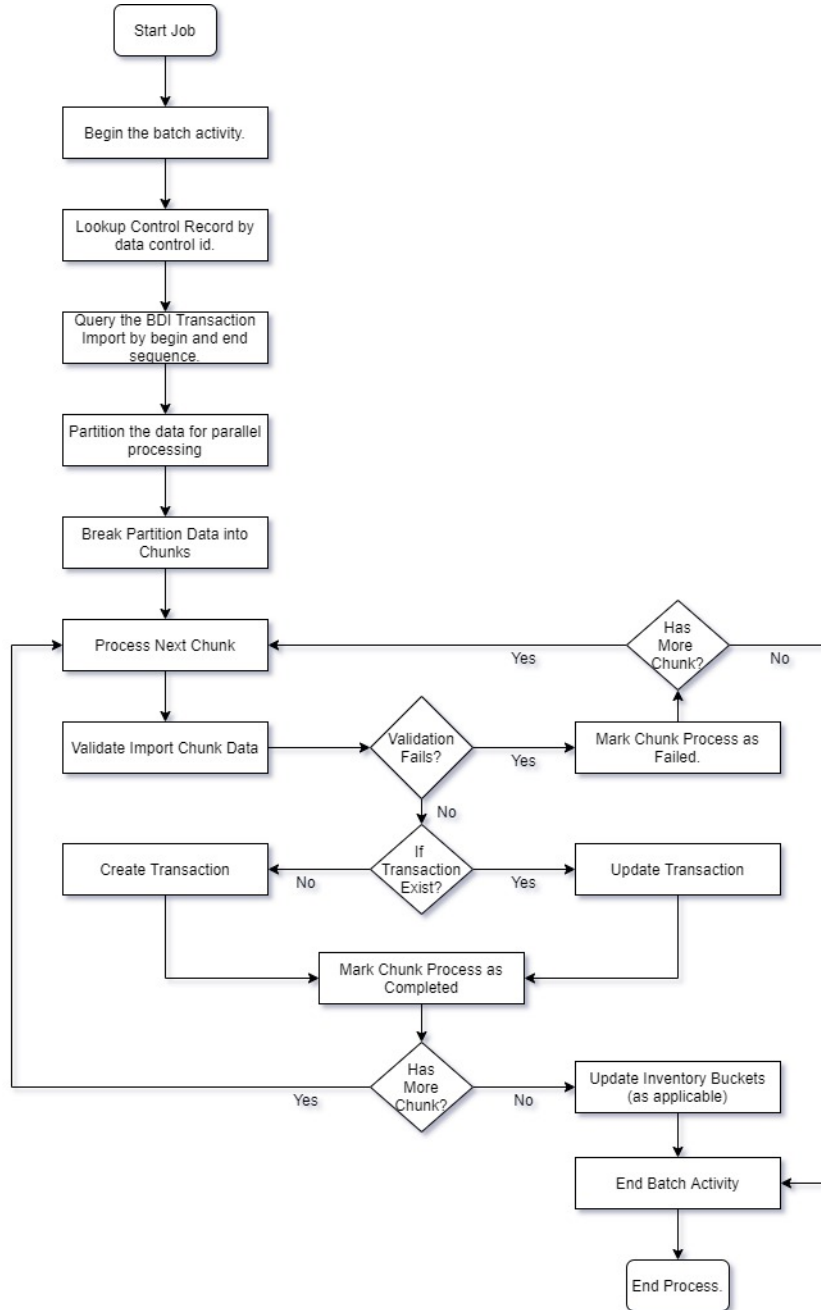 Start Job
Begin the batch activity.
Lookup Control Record by
data control id.
Query the BDI Transaction
Import by begin and end
sequence.
Partition the data for parallel
processing
Break Partition Data into
Chunks
Process Next Chunk
Yes
Has
More
Chunk?
No
Validate Import Chunk Data
Validation
Fails?
Yes
Mark Chunk Process as
Failed.
No
Create Transaction
No
If
Transaction
Exist?
Yes
Update Transaction
Mark Chunk Process as
Completed
Yes
Has
More
Chunk?
No
Update Inventory Buckets
(as applicable)
End Batch Activity
End Process.